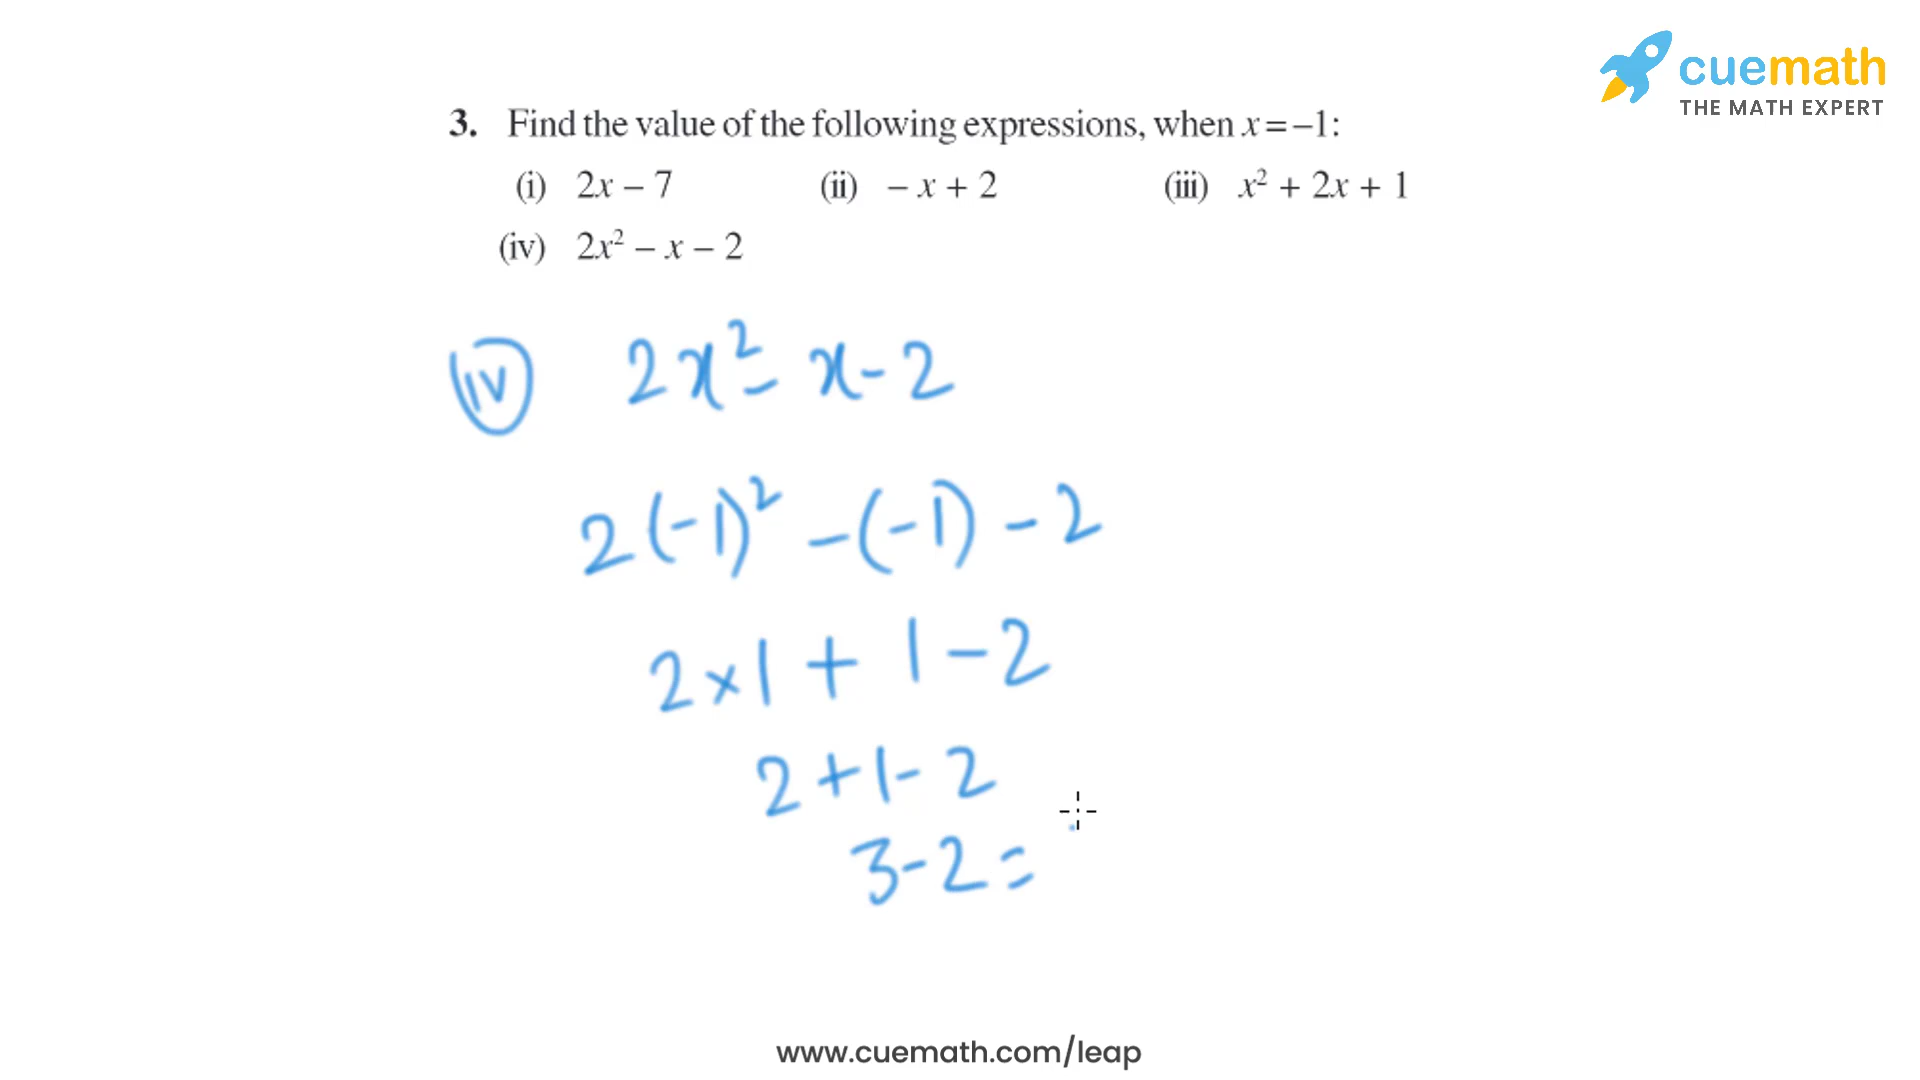 cuemath
THE MATH EXPERT
3. Find the value of the following expressions, when x = –1:
(i) 2x – 7 (ii) – x + 2 (iii) x² + 2x + 1
(iv) 2x² – x – 2
iv 2x² - x - 2
2(-1)² - (-1) - 2
2 × 1 + 1 - 2
2 + 1 - 2
3 - 2 =
www.cuemath.com/leap